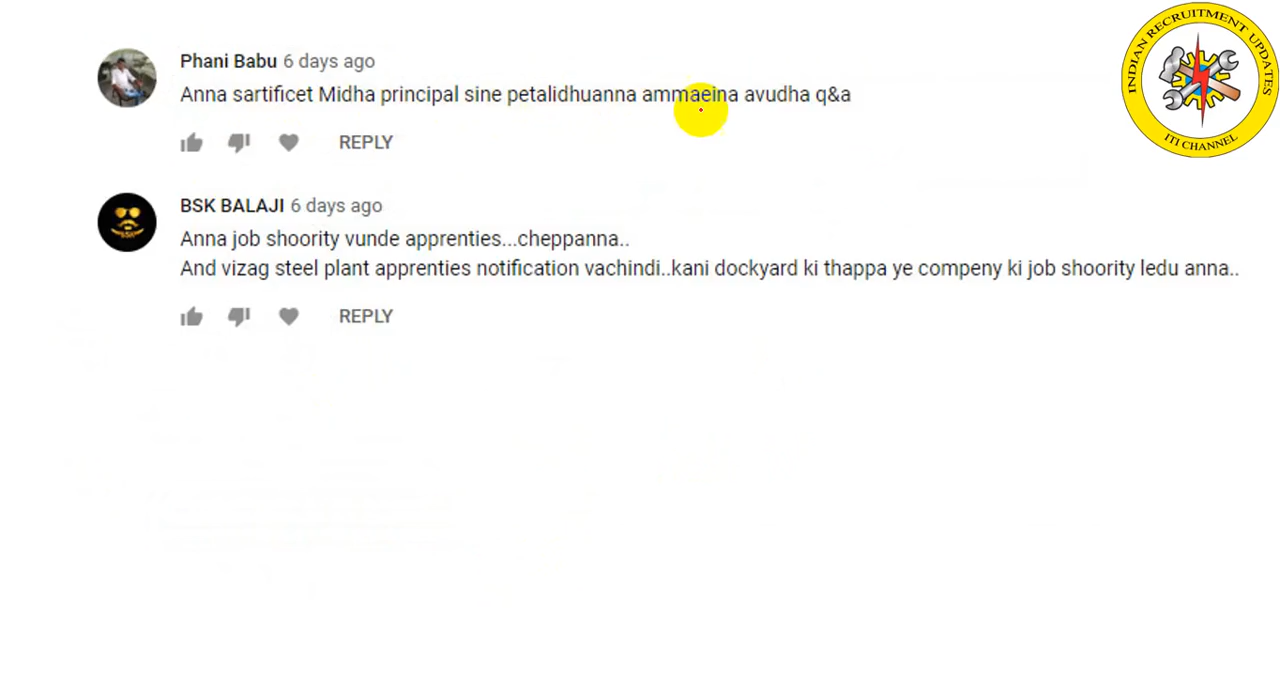 INDIAN RECRUITMENT UPDATES
ITI CHANNEL
Phani Babu 6 days ago
Anna sartificet Midha principal sine petalidhuanna ammaeina avudha q&a
REPLY
BSK BALAJI 6 days ago
Anna job shoority vunde apprenties...cheppanna..
And vizag steel plant apprenties notification vachindi..kani dockyard ki thappa ye compeny ki job shoority ledu anna..
REPLY